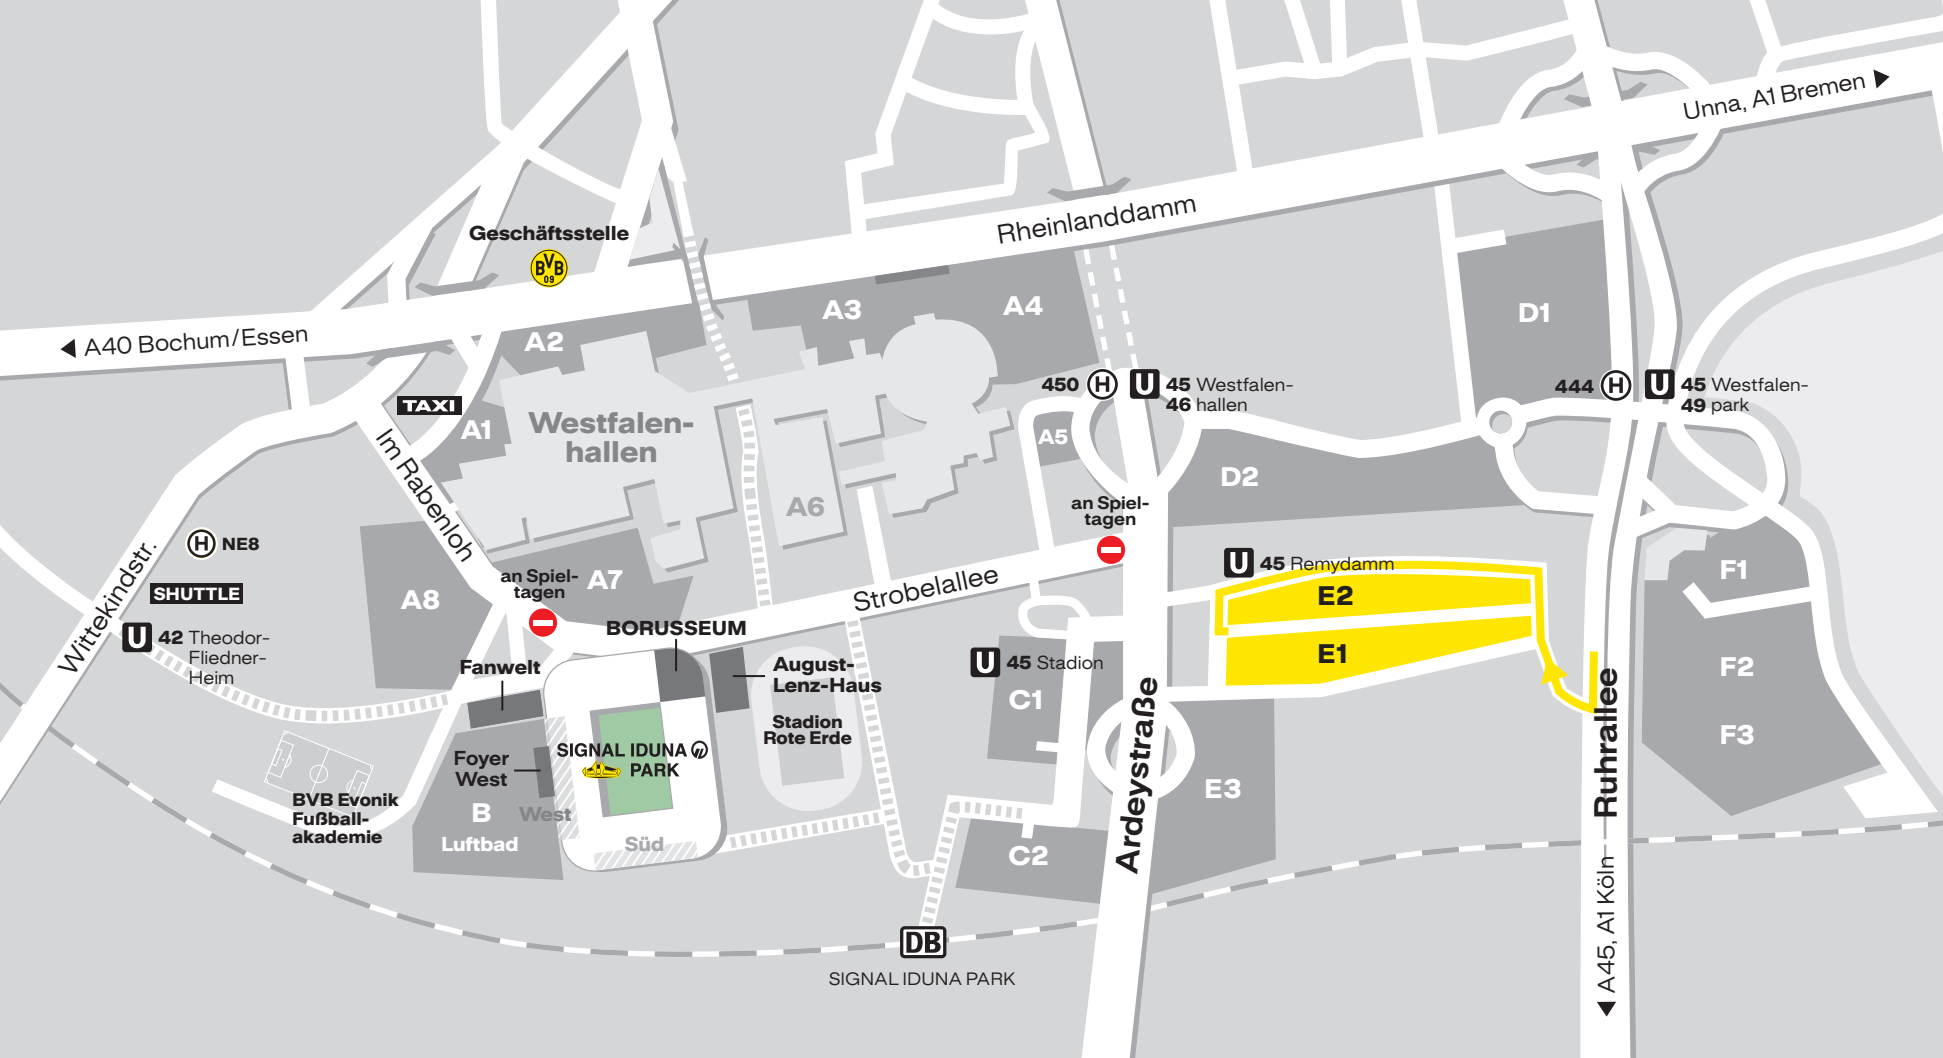 Unna, A1 Bremen
Rheinlanddamm
Geschäftsstelle
BVB
09
A40 Bochum/Essen
A2
A3
A4
D1
TAXI
A1
Westfalen-
hallen
450 H U 45 Westfalen-
46 hallen
444 H U 45 Westfalen-
49 park
A5
Im Rabenloh
A6
D2
an Spiel-
tagen
H NE8
SHUTTLE
Wittekindstr.
A8
an Spiel-
tagen
A7
Strobelallee
U 45 Remydamm
E2
E1
F1
F2
F3
U 42 Theodor-
Fliedner-
Heim
BORUSSEUM
Fanwelt
August-
Lenz-Haus
U 45 Stadion
C1
Stadion
Rote Erde
Foyer
West
SIGNAL IDUNA
PARK
BVB Evonik
Fußball-
akademie
B
Luftbad
West
Süd
Ardeystraße
E3
Ruhrallee
C2
A45, A1 Köln
DB
SIGNAL IDUNA PARK